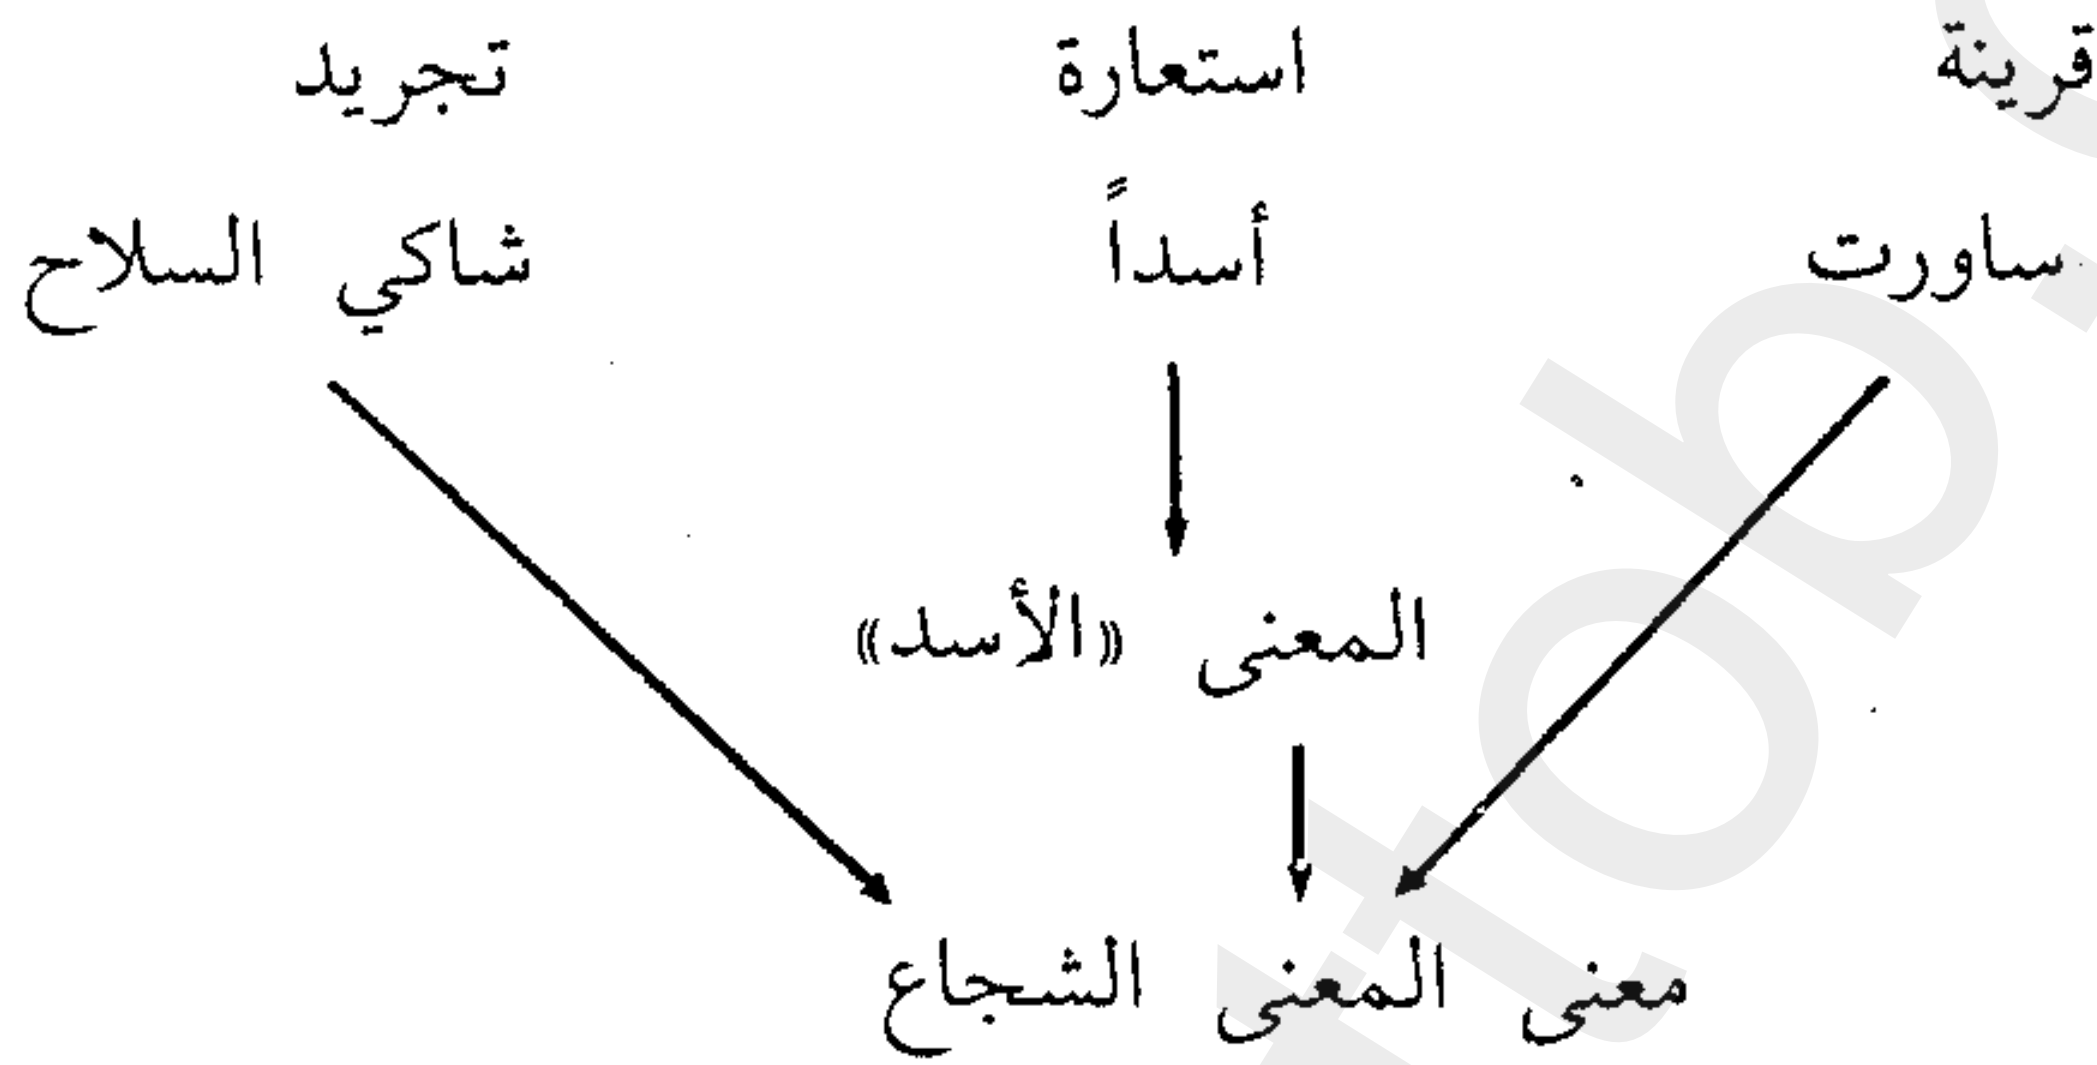 قرينة استعارة تجريد
ساورت أسداً شاكي السلاح
المعنى «الأسد»
معنى المعنى الشجاع